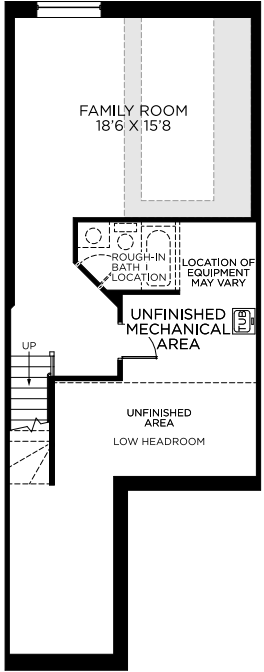 FAMILY ROOM
18'6 X 15'8
ROUGH-IN
BATH
LOCATION
LOCATION OF
EQUIPMENT
MAY VARY
UNFINISHED
MECHANICAL
AREA
TUB
UP
UNFINISHED
AREA
LOW HEADROOM